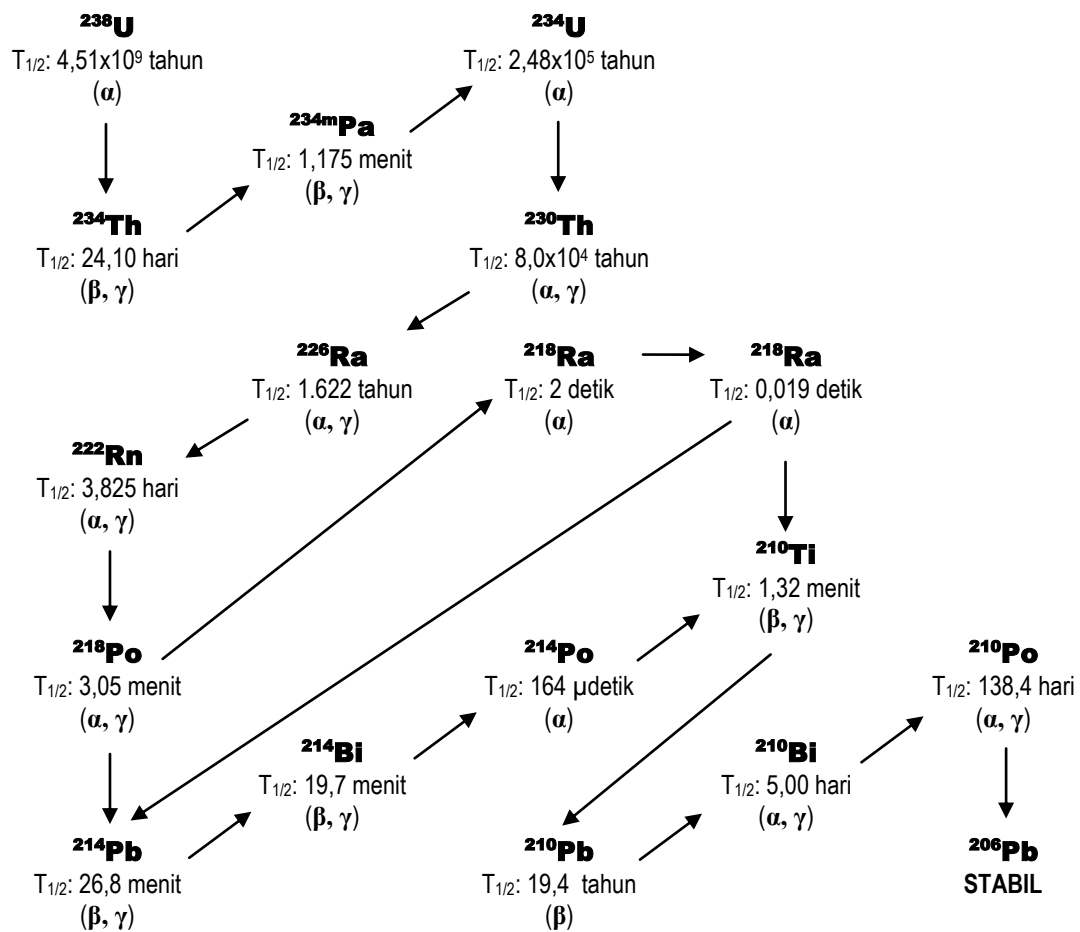 ²³⁸U
T₁/₂: 4,51x10⁹ tahun
(α)
²³⁴U
T₁/₂: 2,48x10⁵ tahun
(α)
²³⁴ᵐPa
T₁/₂: 1,175 menit
(β, γ)
²³⁴Th
T₁/₂: 24,10 hari
(β, γ)
²³⁰Th
T₁/₂: 8,0x10⁴ tahun
(α, γ)
²²⁶Ra
T₁/₂: 1.622 tahun
(α, γ)
²¹⁸Ra
T₁/₂: 2 detik
(α)
²¹⁸Ra
T₁/₂: 0,019 detik
(α)
²²²Rn
T₁/₂: 3,825 hari
(α, γ)
²¹⁰Ti
T₁/₂: 1,32 menit
(β, γ)
²¹⁸Po
T₁/₂: 3,05 menit
(α, γ)
²¹⁴Po
T₁/₂: 164 µdetik
(α)
²¹⁰Po
T₁/₂: 138,4 hari
(α, γ)
²¹⁴Bi
T₁/₂: 19,7 menit
(β, γ)
²¹⁰Bi
T₁/₂: 5,00 hari
(α, γ)
²¹⁴Pb
T₁/₂: 26,8 menit
(β, γ)
²¹⁰Pb
T₁/₂: 19,4 tahun
(β)
²⁰⁶Pb
STABIL